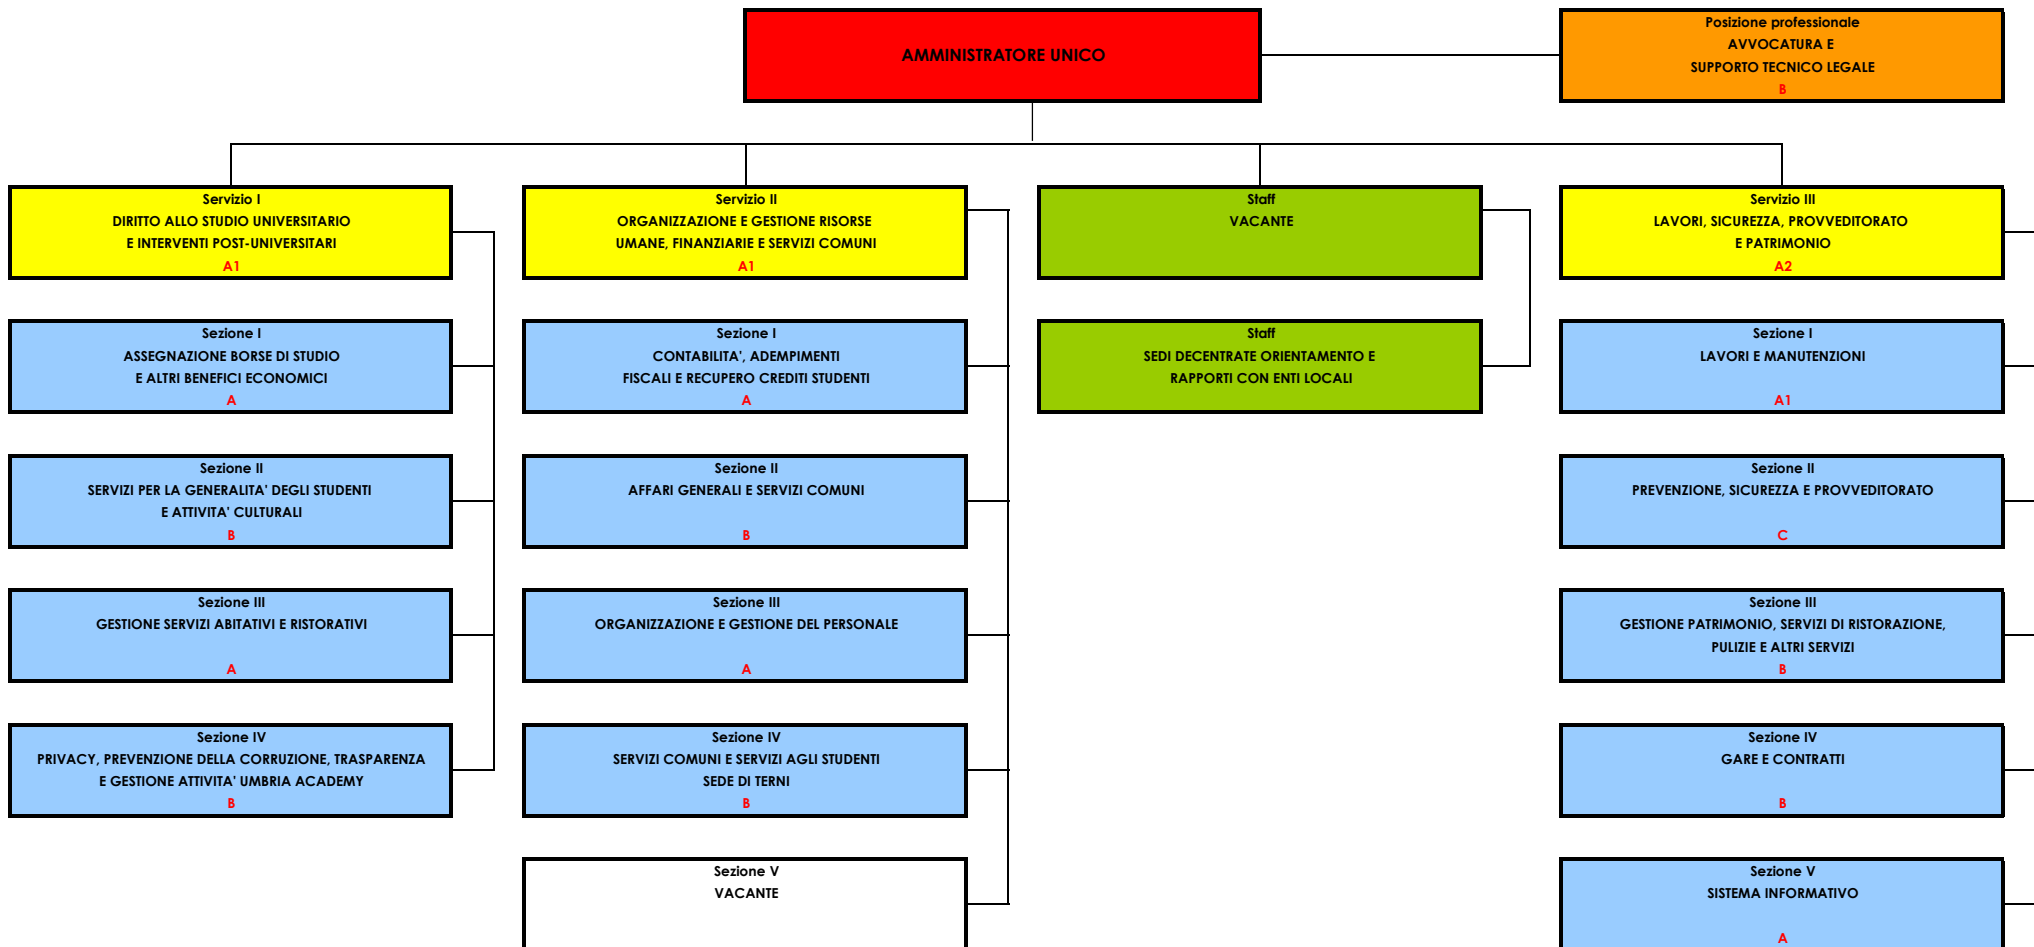 AMMINISTRATORE UNICO
Posizione professionale
AVVOCATURA E
SUPPORTO TECNICO LEGALE
B
Servizio I
DIRITTO ALLO STUDIO UNIVERSITARIO
E INTERVENTI POST-UNIVERSITARI
A1
Servizio II
ORGANIZZAZIONE E GESTIONE RISORSE
UMANE, FINANZIARIE E SERVIZI COMUNI
A1
Staff
VACANTE
Servizio III
LAVORI, SICUREZZA, PROVVEDITORATO
E PATRIMONIO
A2
Sezione I
ASSEGNAZIONE BORSE DI STUDIO
E ALTRI BENEFICI ECONOMICI
A
Sezione I
CONTABILITA', ADEMPIMENTI
FISCALI E RECUPERO CREDITI STUDENTI
A
Staff
SEDI DECENTRATE ORIENTAMENTO E
RAPPORTI CON ENTI LOCALI
Sezione I
LAVORI E MANUTENZIONI
A1
Sezione II
SERVIZI PER LA GENERALITA' DEGLI STUDENTI
E ATTIVITA' CULTURALI
B
Sezione II
AFFARI GENERALI E SERVIZI COMUNI
B
Sezione II
PREVENZIONE, SICUREZZA E PROVVEDITORATO
C
Sezione III
GESTIONE SERVIZI ABITATIVI E RISTORATIVI
A
Sezione III
ORGANIZZAZIONE E GESTIONE DEL PERSONALE
A
Sezione III
GESTIONE PATRIMONIO, SERVIZI DI RISTORAZIONE,
PULIZIE E ALTRI SERVIZI
B
Sezione IV
PRIVACY, PREVENZIONE DELLA CORRUZIONE, TRASPARENZA
E GESTIONE ATTIVITA' UMBRIA ACADEMY
B
Sezione IV
SERVIZI COMUNI E SERVIZI AGLI STUDENTI
SEDE DI TERNI
B
Sezione IV
GARE E CONTRATTI
B
Sezione V
VACANTE
Sezione V
SISTEMA INFORMATIVO
A